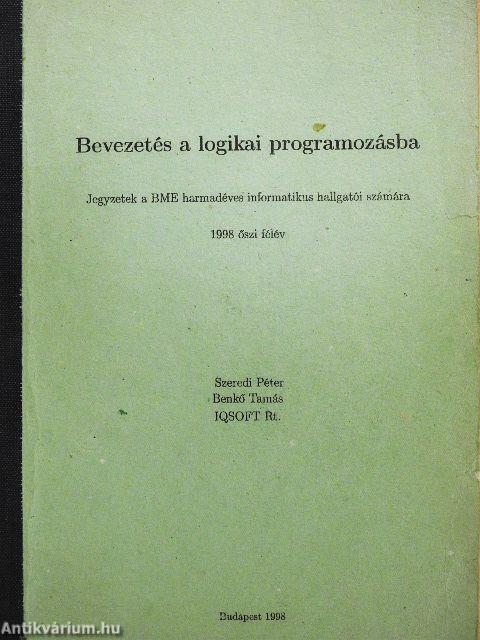 Bevezetés a logikai programozásba
Jegyzetek a BME harmadéves informatikus hallgatói számára
1998 őszi félév
Szeredi Péter
Benkő Tamás
IQSOFT Rt.
Budapest 1998
Antikvárium.hu